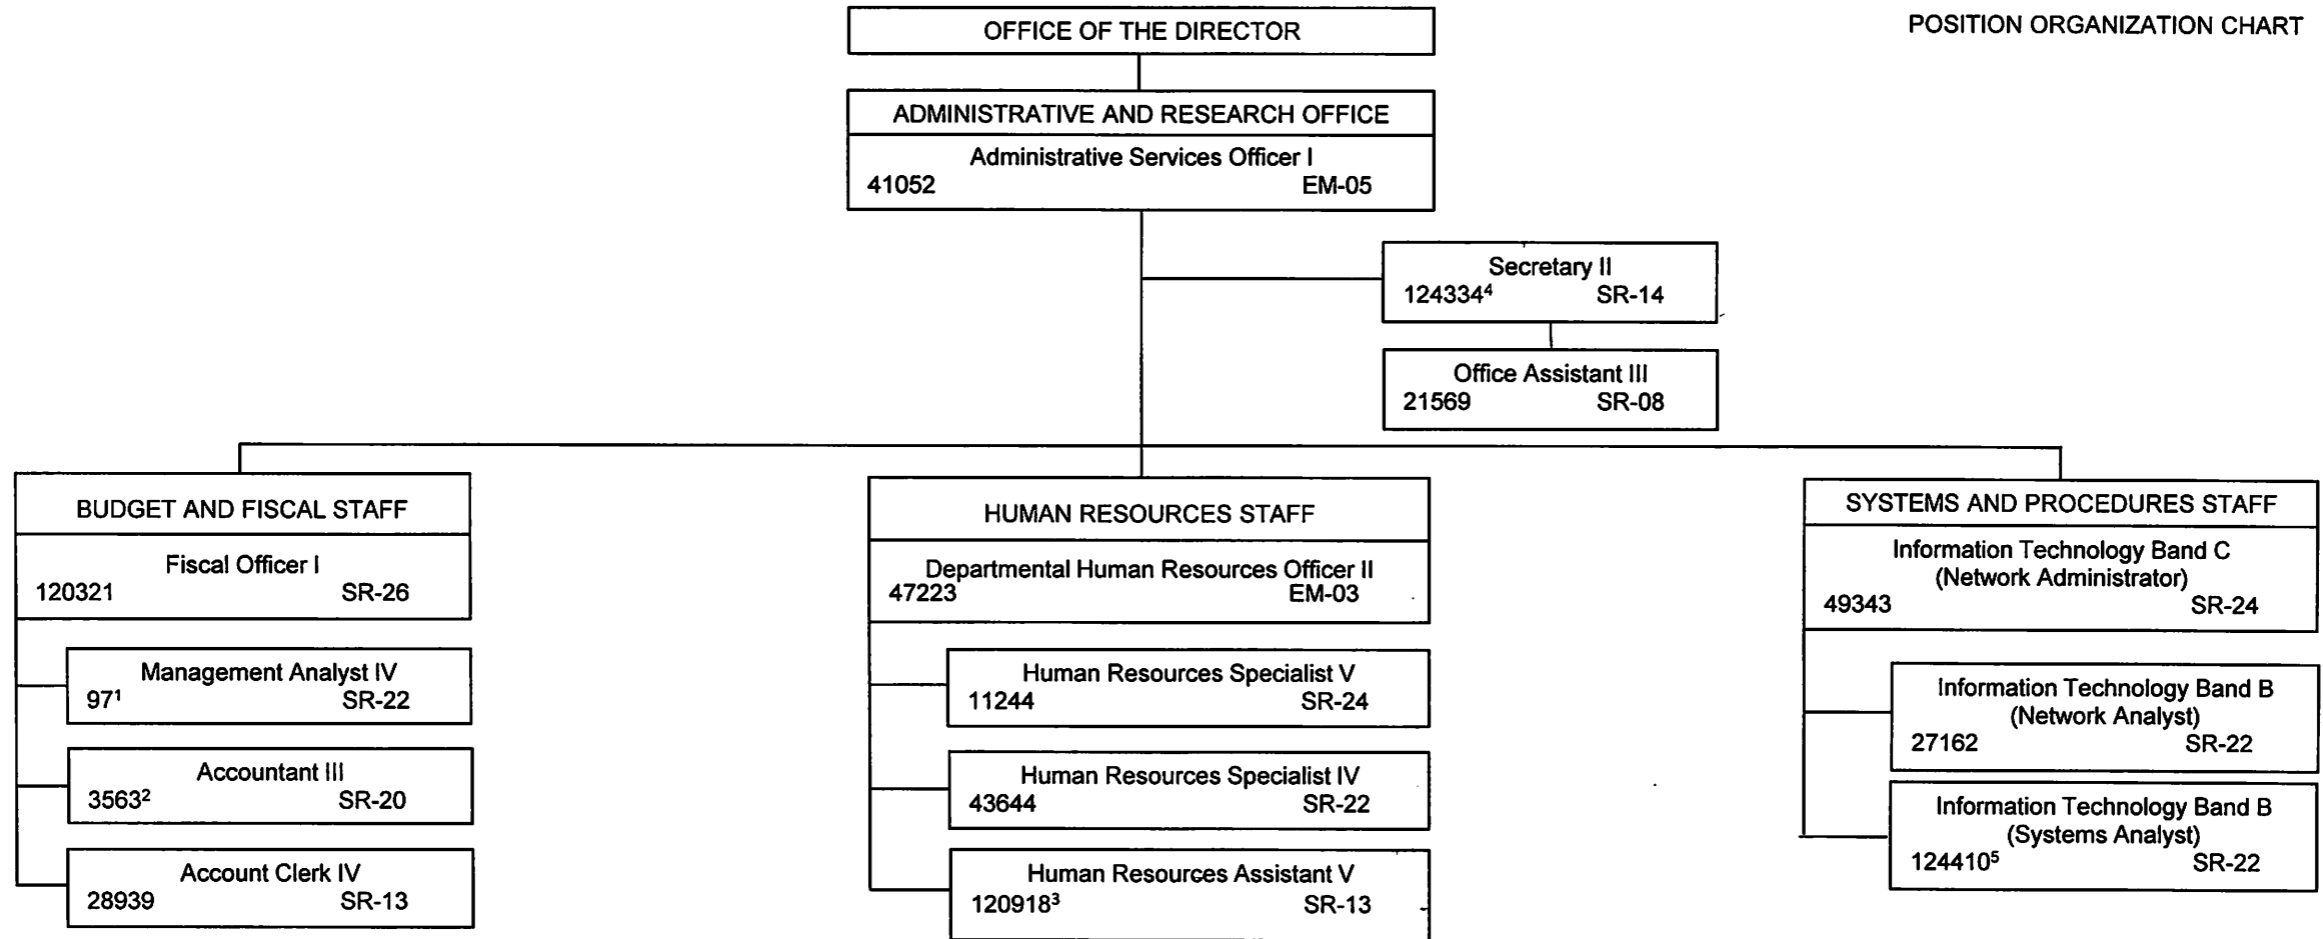 POSITION ORGANIZATION CHART
OFFICE OF THE DIRECTOR
ADMINISTRATIVE AND RESEARCH OFFICE
Administrative Services Officer I
41052 EM-05
Secretary II
124334⁴ SR-14
Office Assistant III
21569 SR-08
BUDGET AND FISCAL STAFF
Fiscal Officer I
120321 SR-26
Management Analyst IV
97¹ SR-22
Accountant III
3563² SR-20
Account Clerk IV
28939 SR-13
HUMAN RESOURCES STAFF
Departmental Human Resources Officer II
47223 EM-03
Human Resources Specialist V
11244 SR-24
Human Resources Specialist IV
43644 SR-22
Human Resources Assistant V
120918³ SR-13
SYSTEMS AND PROCEDURES STAFF
Information Technology Band C
(Network Administrator)
49343 SR-24
Information Technology Band B
(Network Analyst)
27162 SR-22
Information Technology Band B
(Systems Analyst)
124410⁵ SR-22